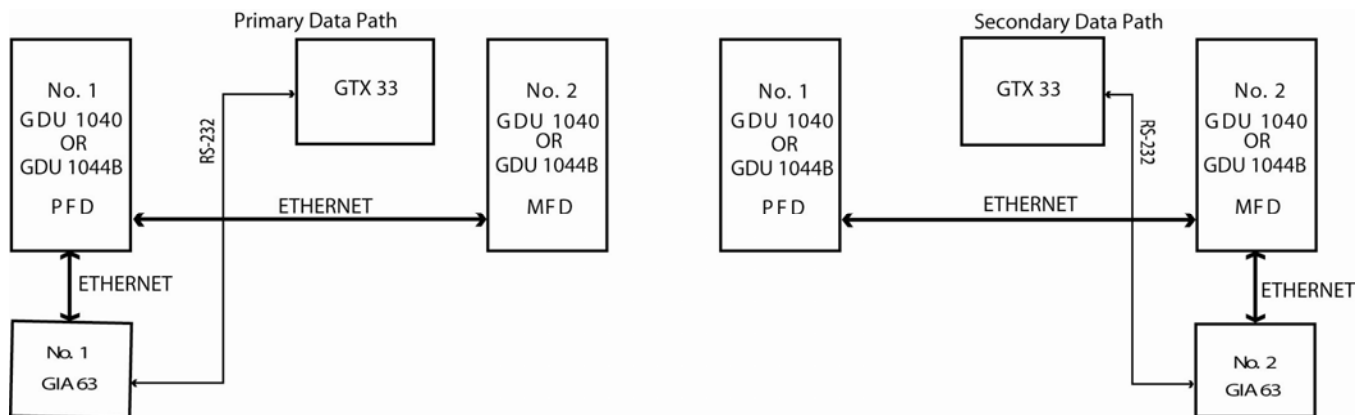 Primary Data Path
No. 1
GDU 1040
OR
GDU 1044B
PFD
GTX 33
No. 2
GDU 1040
OR
GDU 1044B
MFD
RS-232
ETHERNET
ETHERNET
No. 1
GIA 63
Secondary Data Path
No. 1
GDU 1040
OR
GDU 1044B
PFD
GTX 33
No. 2
GDU 1040
OR
GDU 1044B
MFD
RS-232
ETHERNET
ETHERNET
No. 2
GIA 63